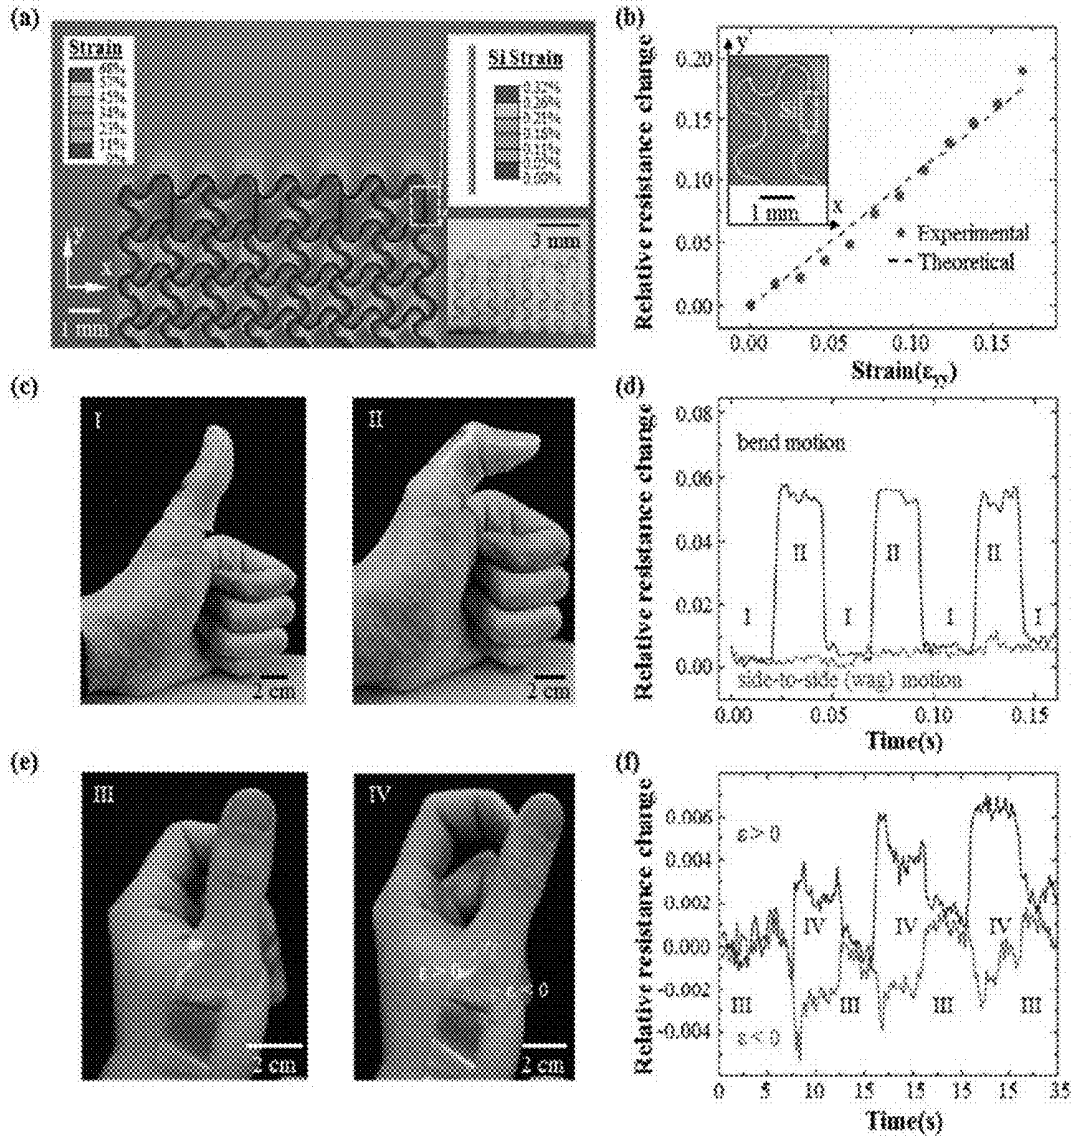 (a)
Strain
Si Strain
0.00%
3 mm
1 mm
(b)
Relative resistance change
0.20
0.15
0.10
0.05
0.00
y
x
1 mm
Experimental
Theoretical
0.00 0.05 0.10 0.15
Strain(εyy)
(c)
I
2 cm
II
2 cm
(d)
Relative resistance change
0.08
0.06
0.04
0.02
0.00
bend motion
II II II
I I I I
side-to-side (wag) motion
0.00 0.05 0.10 0.15
Time(s)
(e)
III
2 cm
IV
2 cm
(f)
Relative resistance change
0.006
0.004
0.002
0.000
-0.002
-0.004
ε > 0
IV IV IV
III III III III
ε < 0
0 5 10 15 15 15 35
Time(s)